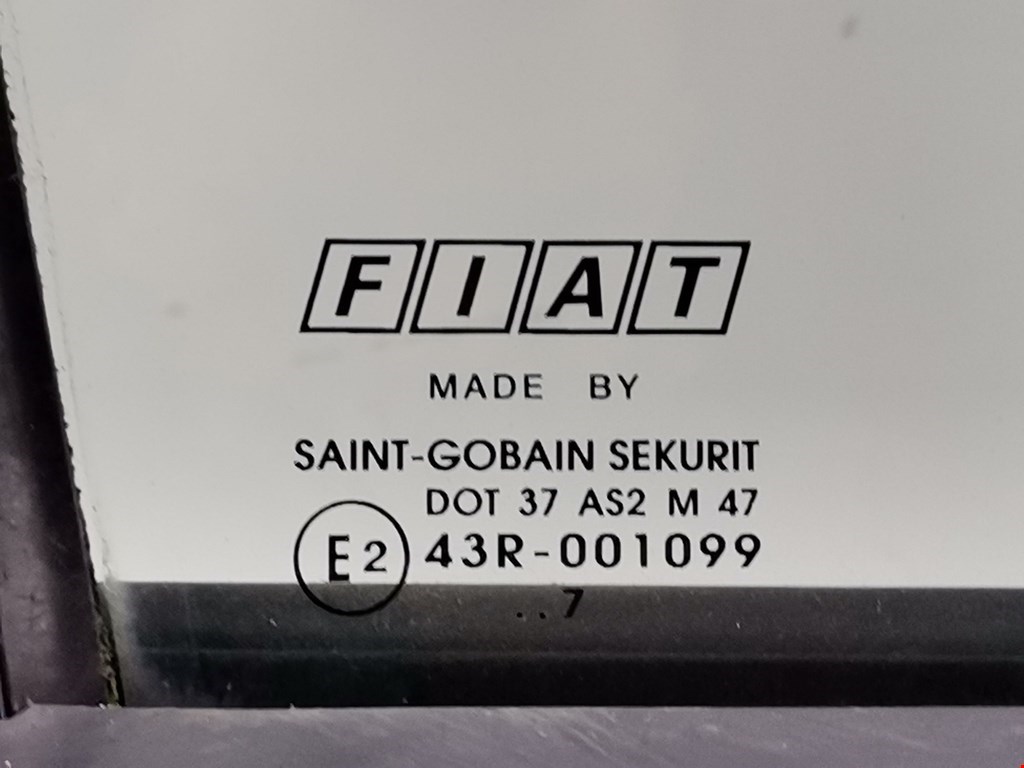 FIAT
MADE BY
SAINT-GOBAIN SEKURIT
DOT 37 AS2 M 47
E2 43R-001099
..7